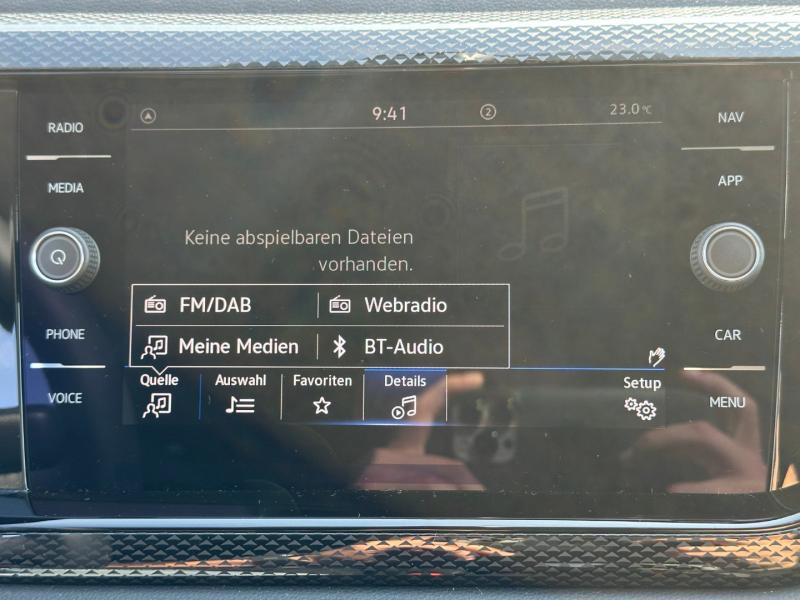 RADIO
MEDIA
PHONE
VOICE
9:41
2
23.0 °C
Keine abspielbaren Dateien
vorhanden.
FM/DAB
Webradio
Meine Medien
BT-Audio
Quelle
Auswahl
Favoriten
Details
Setup
NAV
APP
CAR
MENU